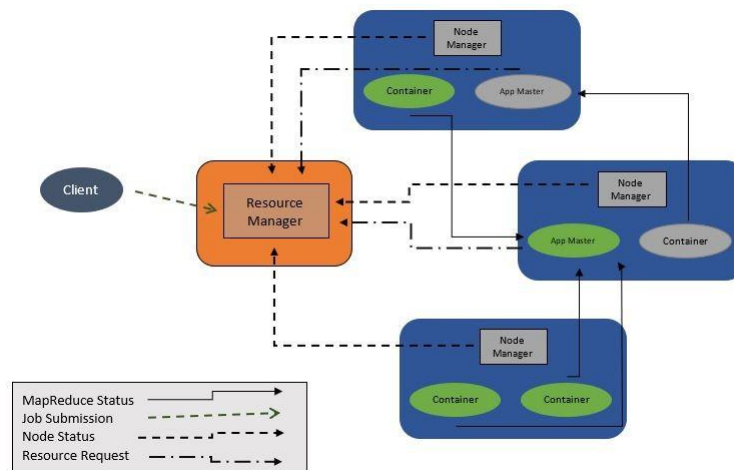 Node
Manager
Container
App Master
Client
Resource
Manager
Node
Manager
App Master
Container
Node
Manager
Container
Container
MapReduce Status
Job Submission
Node Status
Resource Request